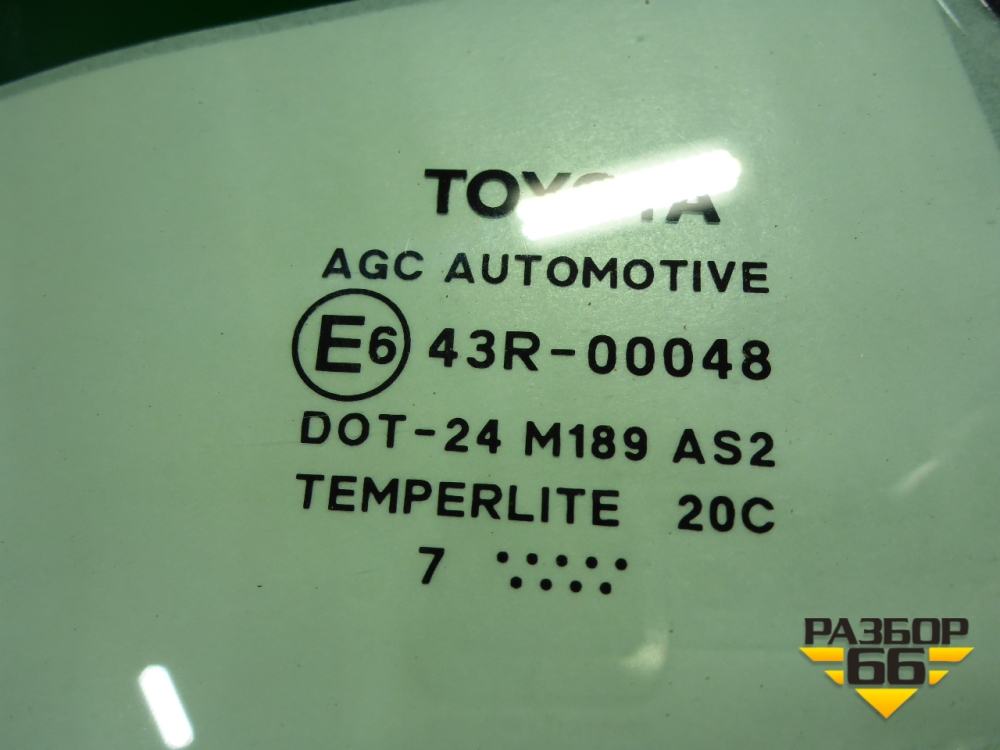 TOYOTA
AGC AUTOMOTIVE
E6 43R-00048
DOT-24 M189 AS2
TEMPERLITE 20C
7
РАЗБОР
66